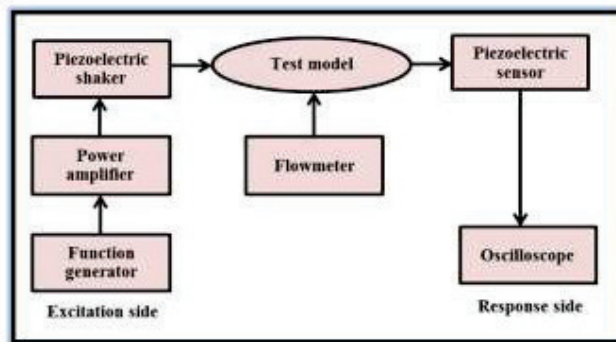 Piezoelectric
shaker
Test model
Piezoelectric
sensor
Power
amplifier
Flowmeter
Function
generator
Oscilloscope
Excitation side
Response side